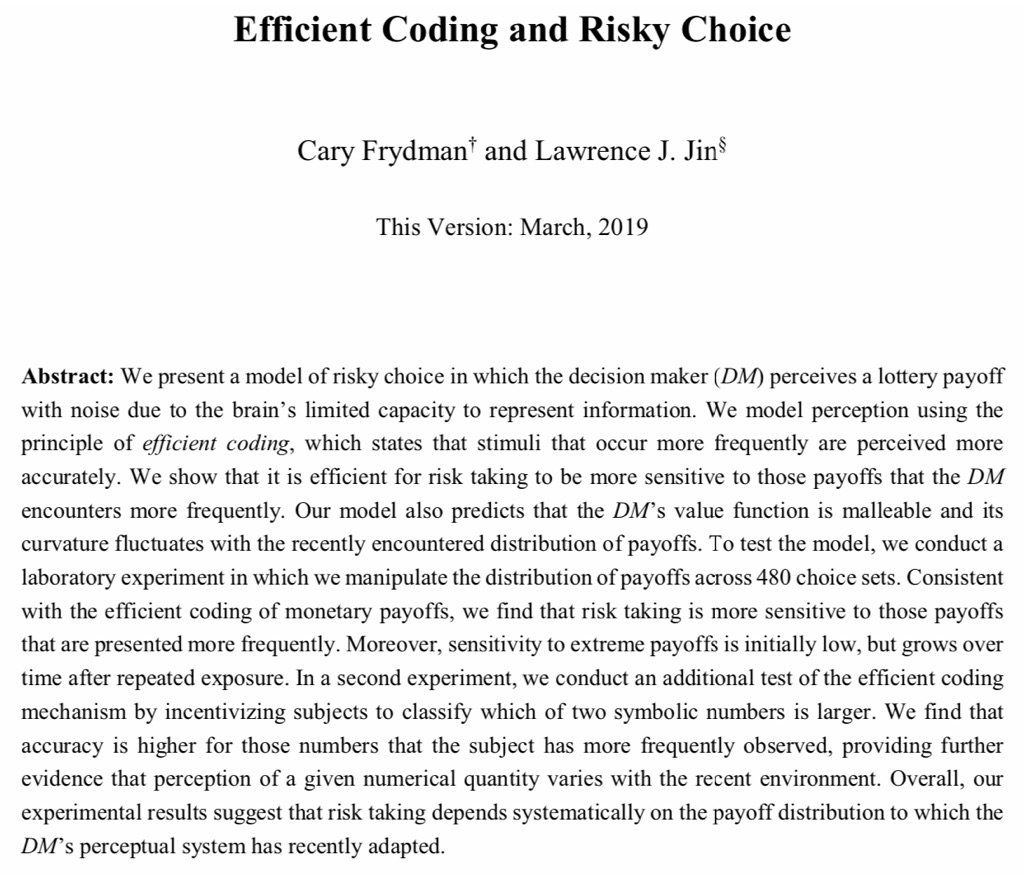 Efficient Coding and Risky Choice
Cary Frydman† and Lawrence J. Jin§
This Version: March, 2019
Abstract: We present a model of risky choice in which the decision maker (DM) perceives a lottery payoff
with noise due to the brain’s limited capacity to represent information. We model perception using the
principle of efficient coding, which states that stimuli that occur more frequently are perceived more
accurately. We show that it is efficient for risk taking to be more sensitive to those payoffs that the DM
encounters more frequently. Our model also predicts that the DM’s value function is malleable and its
curvature fluctuates with the recently encountered distribution of payoffs. To test the model, we conduct a
laboratory experiment in which we manipulate the distribution of payoffs across 480 choice sets. Consistent
with the efficient coding of monetary payoffs, we find that risk taking is more sensitive to those payoffs
that are presented more frequently. Moreover, sensitivity to extreme payoffs is initially low, but grows over
time after repeated exposure. In a second experiment, we conduct an additional test of the efficient coding
mechanism by incentivizing subjects to classify which of two symbolic numbers is larger. We find that
accuracy is higher for those numbers that the subject has more frequently observed, providing further
evidence that perception of a given numerical quantity varies with the recent environment. Overall, our
experimental results suggest that risk taking depends systematically on the payoff distribution to which the
DM’s perceptual system has recently adapted.